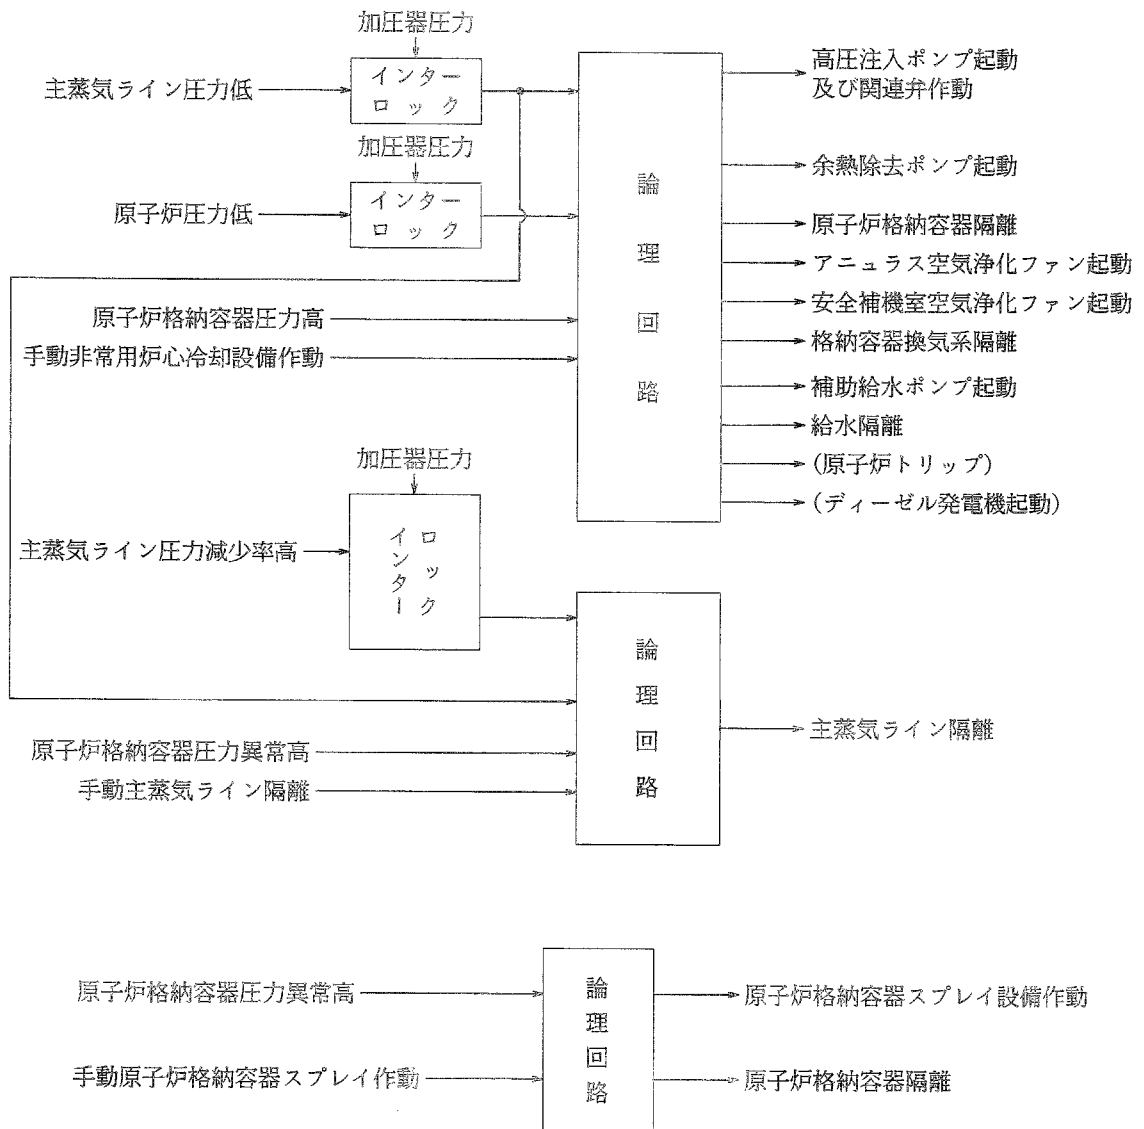 加圧器圧力
主蒸気ライン圧力低
インター
ロック
加圧器圧力
原子炉圧力低
インター
ロック
原子炉格納容器圧力高
手動非常用炉心冷却設備作動
論理回路
高圧注入ポンプ起動
及び関連弁作動
余熱除去ポンプ起動
原子炉格納容器隔離
アニュラス空気浄化ファン起動
安全補機室空気浄化ファン起動
格納容器換気系隔離
補助給水ポンプ起動
給水隔離
(原子炉トリップ)
(ディーゼル発電機起動)
加圧器圧力
主蒸気ライン圧力減少率高
インター
ロック
原子炉格納容器圧力異常高
手動主蒸気ライン隔離
論理回路
主蒸気ライン隔離
原子炉格納容器圧力異常高
手動原子炉格納容器スプレイ作動
論理回路
原子炉格納容器スプレイ設備作動
原子炉格納容器隔離